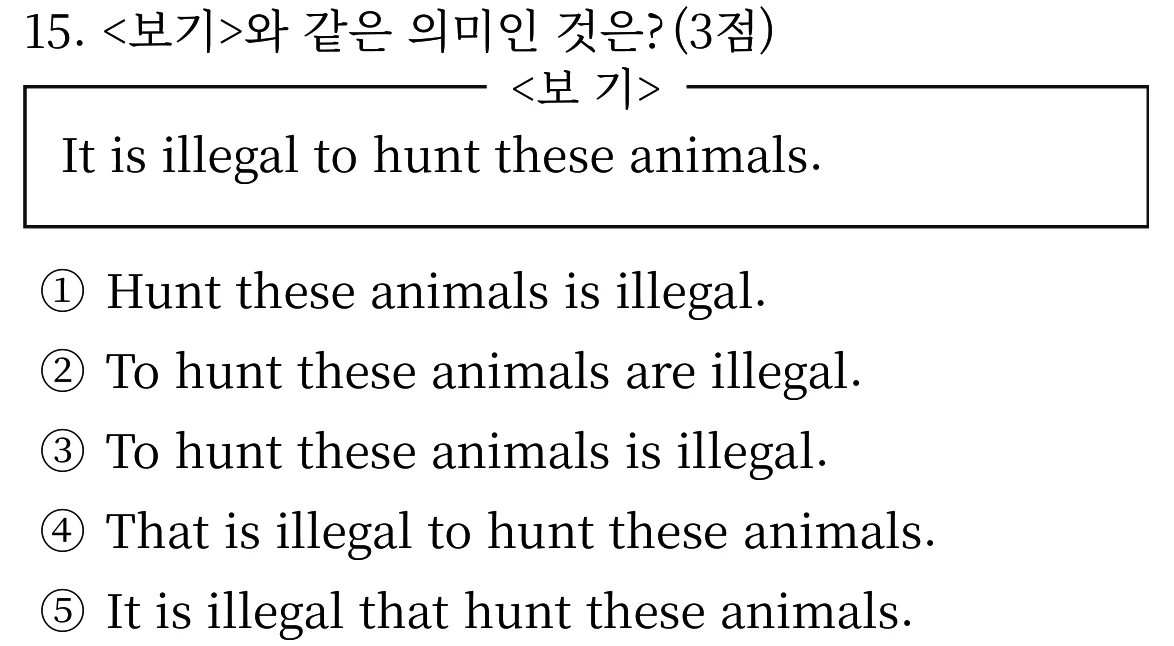 15. <보기>와 같은 의미인 것은?(3점)
<보 기>
It is illegal to hunt these animals.
① Hunt these animals is illegal.
② To hunt these animals are illegal.
③ To hunt these animals is illegal.
④ That is illegal to hunt these animals.
⑤ It is illegal that hunt these animals.